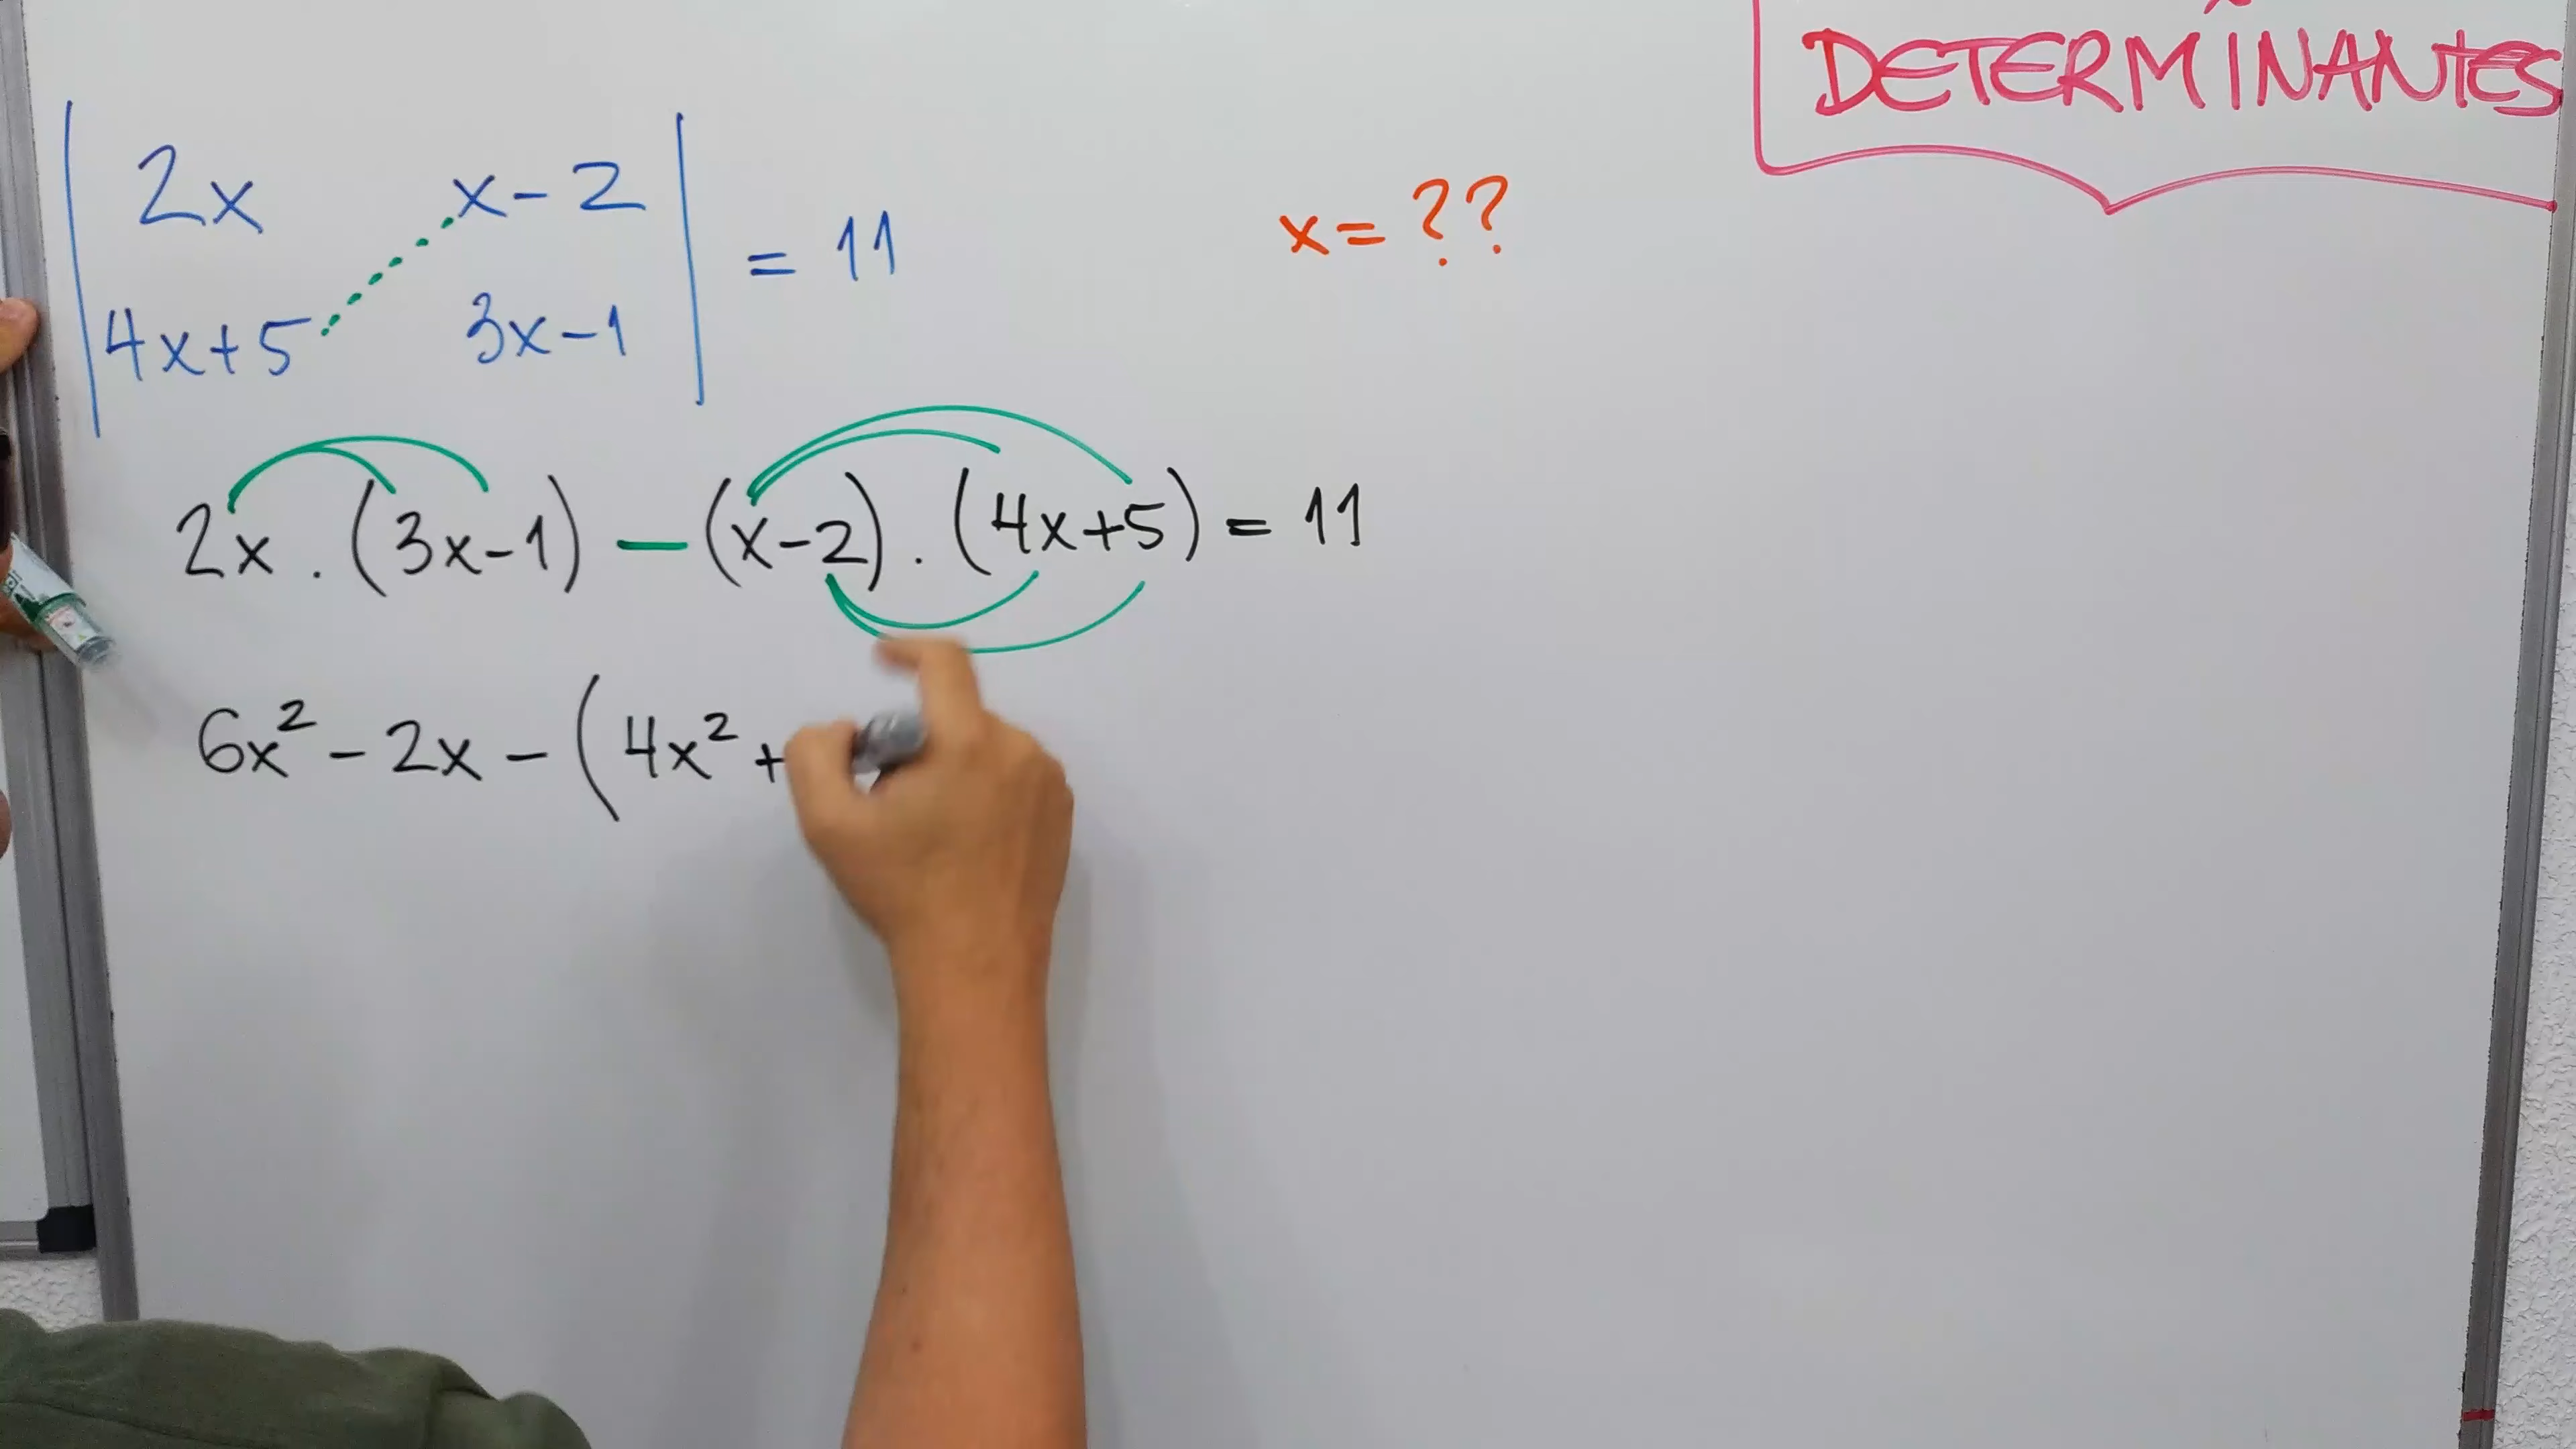 DETERMINANTES
2x x-2
= 11
4x+5 3x-1
x = ??
2x . (3x-1) — (x-2) . (4x+5) = 11
6x² - 2x - (4x² +